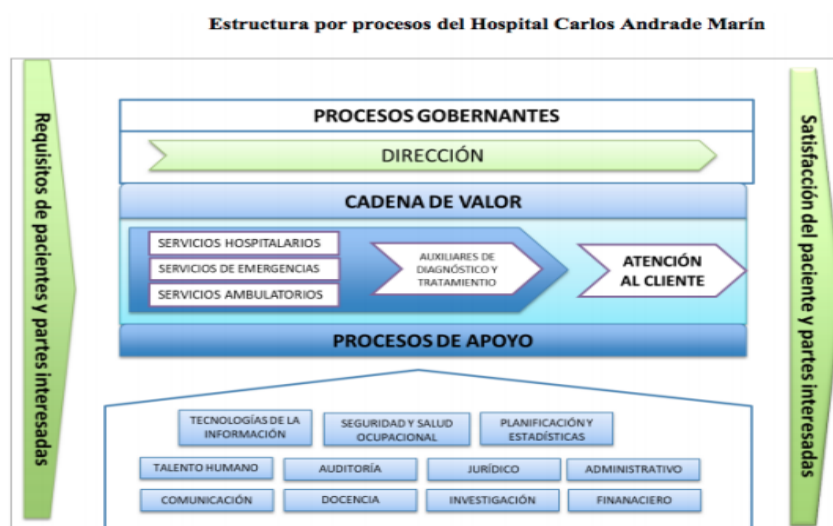 Estructura por procesos del Hospital Carlos Andrade Marín
Requisitos de pacientes y partes interesadas
PROCESOS GOBERNANTES
DIRECCIÓN
CADENA DE VALOR
SERVICIOS HOSPITALARIOS
SERVICIOS DE EMERGENCIAS
SERVICIOS AMBULATORIOS
AUXILIARES DE
DIAGNÓSTICO Y
TRATAMIENTIO
ATENCIÓN
AL CLIENTE
PROCESOS DE APOYO
TECNOLOGÍAS DE LA
INFORMACIÓN
SEGURIDAD Y SALUD
OCUPACIONAL
PLANIFICACIÓN Y
ESTADÍSTICAS
TALENTO HUMANO
AUDITORÍA
JURÍDICO
ADMINISTRATIVO
COMUNICACIÓN
DOCENCIA
INVESTIGACIÓN
FINANACIERO
Satisfacción del paciente y partes interesadas